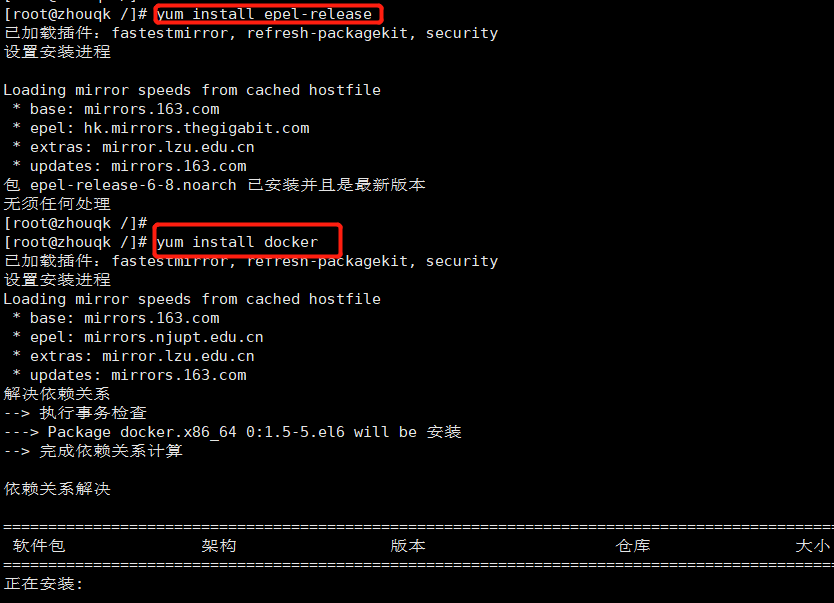 [root@zhouqk /]# yum install epel-release
已加载插件：fastestmirror, refresh-packagekit, security
设置安装进程
Loading mirror speeds from cached hostfile
 * base: mirrors.163.com
 * epel: hk.mirrors.thegigabit.com
 * extras: mirror.lzu.edu.cn
 * updates: mirrors.163.com
包 epel-release-6-8.noarch 已安装并且是最新版本
无须任何处理
[root@zhouqk /]#
[root@zhouqk /]# yum install docker
已加载插件：fastestmirror, refresh-packagekit, security
设置安装进程
Loading mirror speeds from cached hostfile
 * base: mirrors.163.com
 * epel: mirrors.njupt.edu.cn
 * extras: mirror.lzu.edu.cn
 * updates: mirrors.163.com
解决依赖关系
--> 执行事务检查
---> Package docker.x86_64 0:1.5-5.el6 will be 安装
--> 完成依赖关系计算
依赖关系解决
================================================================================
软件包 架构 版本 仓库 大小
================================================================================
正在安装: